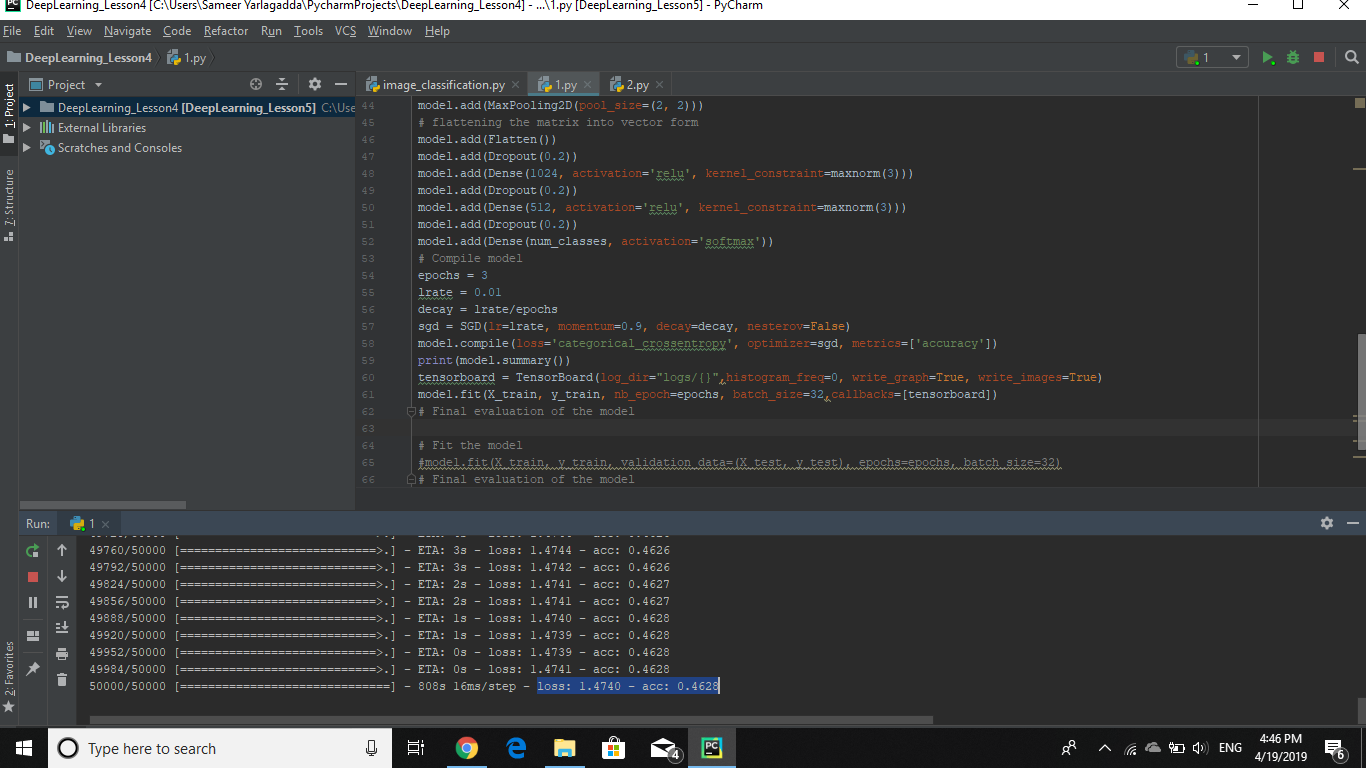 DeepLearning_Lesson4 [C:\Users\Sameer Yarlagadda\PycharmProjects\DeepLearning_Lesson4] - ...\1.py [DeepLearning_Lesson5] - PyCharm
File Edit View Navigate Code Refactor Run Tools VCS Window Help
DeepLearning_Lesson4 1.py 1
Project
image_classification.py 1.py 2.py
1: Project
7: Structure
2: Favorites
DeepLearning_Lesson4 [DeepLearning_Lesson5] C:\Use
External Libraries
Scratches and Consoles
44 model.add(MaxPooling2D(pool_size=(2, 2)))
45 # flattening the matrix into vector form
46 model.add(Flatten())
47 model.add(Dropout(0.2))
48 model.add(Dense(1024, activation='relu', kernel_constraint=maxnorm(3)))
49 model.add(Dropout(0.2))
50 model.add(Dense(512, activation='relu', kernel_constraint=maxnorm(3)))
51 model.add(Dropout(0.2))
52 model.add(Dense(num_classes, activation='softmax'))
53 # Compile model
54 epochs = 3
55 lrate = 0.01
56 decay = lrate/epochs
57 sgd = SGD(lr=lrate, momentum=0.9, decay=decay, nesterov=False)
58 model.compile(loss='categorical_crossentropy', optimizer=sgd, metrics=['accuracy'])
59 print(model.summary())
60 tensorboard = TensorBoard(log_dir="logs/{}",histogram_freq=0, write_graph=True, write_images=True)
61 model.fit(X_train, y_train, nb_epoch=epochs, batch_size=32,callbacks=[tensorboard])
62 # Final evaluation of the model
63
64 # Fit the model
65 #model.fit(X_train, y_train, validation_data=(X_test, y_test), epochs=epochs, batch_size=32)
66 # Final evaluation of the model
Run: 1
49760/50000 [============================>.] - ETA: 3s - loss: 1.4744 - acc: 0.4626
49792/50000 [============================>.] - ETA: 3s - loss: 1.4742 - acc: 0.4626
49824/50000 [============================>.] - ETA: 2s - loss: 1.4741 - acc: 0.4627
49856/50000 [============================>.] - ETA: 2s - loss: 1.4741 - acc: 0.4627
49888/50000 [============================>.] - ETA: 1s - loss: 1.4740 - acc: 0.4628
49920/50000 [============================>.] - ETA: 1s - loss: 1.4739 - acc: 0.4628
49952/50000 [============================>.] - ETA: 0s - loss: 1.4739 - acc: 0.4628
49984/50000 [============================>.] - ETA: 0s - loss: 1.4741 - acc: 0.4628
50000/50000 [==============================] - 808s 16ms/step - loss: 1.4740 - acc: 0.4628
Type here to search
4
PC
ENG
4:46 PM
4/19/2019
6